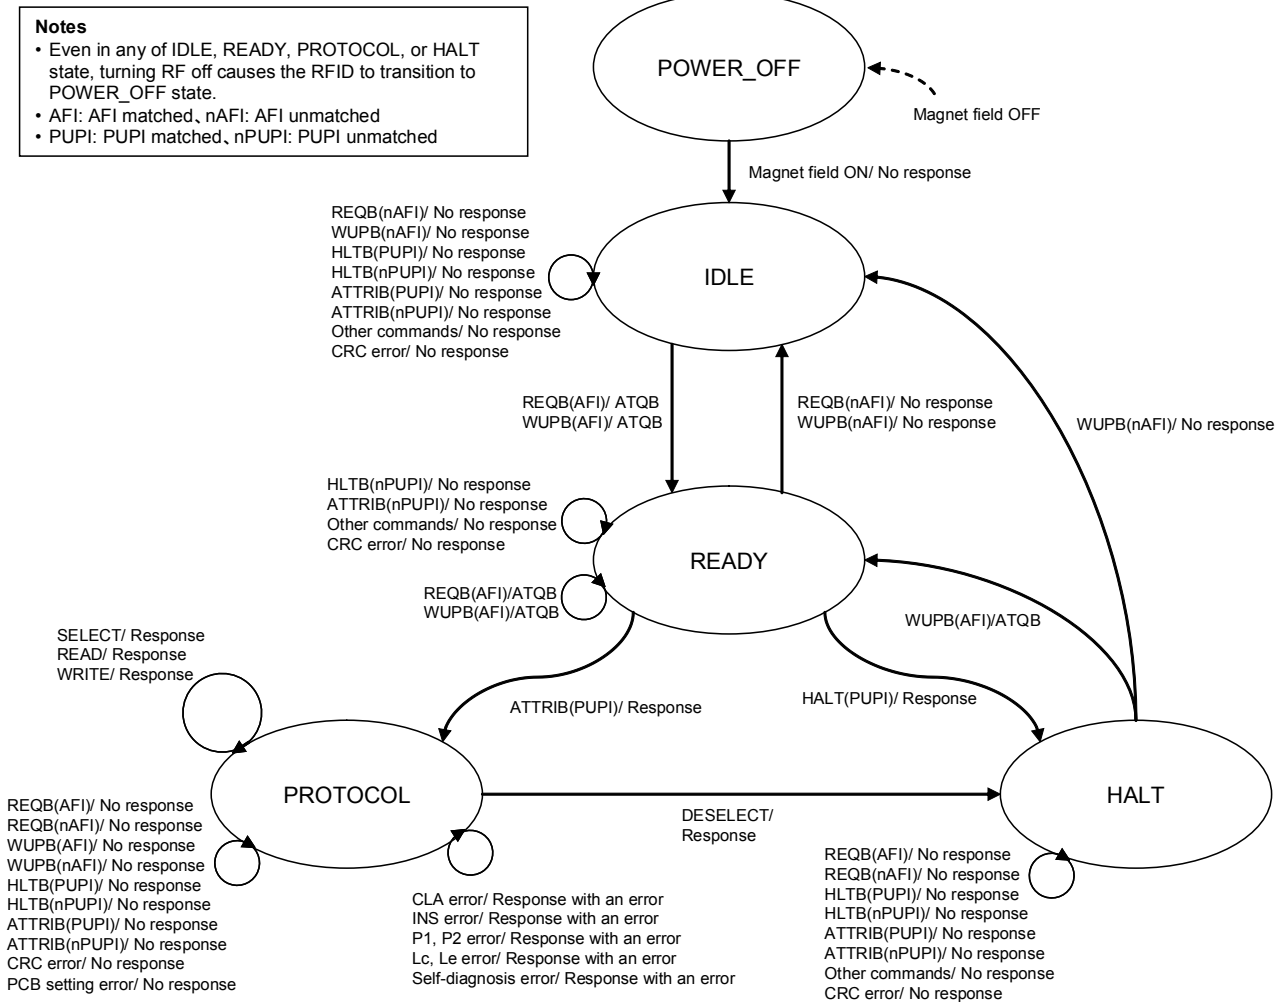 Notes
• Even in any of IDLE, READY, PROTOCOL, or HALT
state, turning RF off causes the RFID to transition to
POWER_OFF state.
• AFI: AFI matched、nAFI: AFI unmatched
• PUPI: PUPI matched、nPUPI: PUPI unmatched
POWER_OFF
Magnet field OFF
Magnet field ON/ No response
REQB(nAFI)/ No response
WUPB(nAFI)/ No response
HLTB(PUPI)/ No response
HLTB(nPUPI)/ No response
ATTRIB(PUPI)/ No response
ATTRIB(nPUPI)/ No response
Other commands/ No response
CRC error/ No response
IDLE
REQB(AFI)/ ATQB
WUPB(AFI)/ ATQB
REQB(nAFI)/ No response
WUPB(nAFI)/ No response
WUPB(nAFI)/ No response
HLTB(nPUPI)/ No response
ATTRIB(nPUPI)/ No response
Other commands/ No response
CRC error/ No response
READY
REQB(AFI)/ATQB
WUPB(AFI)/ATQB
WUPB(AFI)/ATQB
SELECT/ Response
READ/ Response
WRITE/ Response
ATTRIB(PUPI)/ Response
HALT(PUPI)/ Response
PROTOCOL
HALT
DESELECT/
Response
REQB(AFI)/ No response
REQB(nAFI)/ No response
WUPB(AFI)/ No response
WUPB(nAFI)/ No response
HLTB(PUPI)/ No response
HLTB(nPUPI)/ No response
ATTRIB(PUPI)/ No response
ATTRIB(nPUPI)/ No response
CRC error/ No response
PCB setting error/ No response
CLA error/ Response with an error
INS error/ Response with an error
P1, P2 error/ Response with an error
Lc, Le error/ Response with an error
Self-diagnosis error/ Response with an error
REQB(AFI)/ No response
REQB(nAFI)/ No response
HLTB(PUPI)/ No response
HLTB(nPUPI)/ No response
ATTRIB(PUPI)/ No response
ATTRIB(nPUPI)/ No response
Other commands/ No response
CRC error/ No response